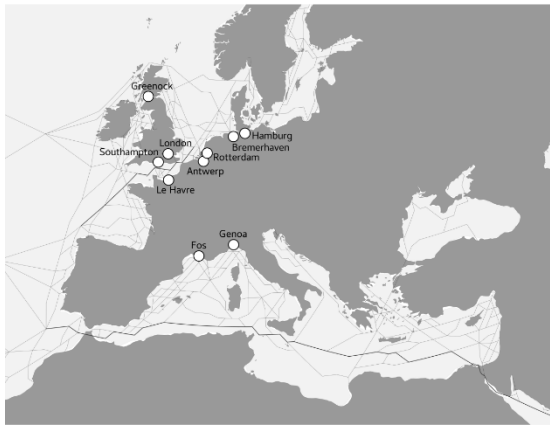 Greenock
London
Southampton
Hamburg
Bremerhaven
Rotterdam
Antwerp
Le Havre
Genoa
Fos